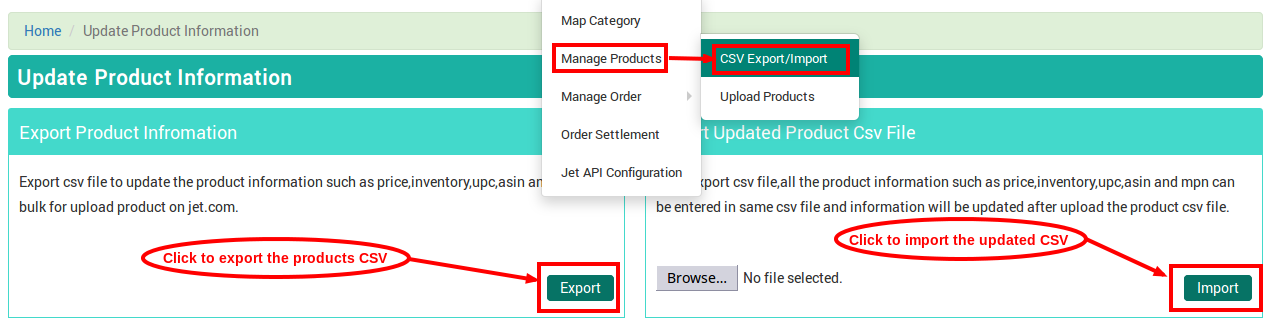 Map Category
Home / Update Product Information
Manage Products
CSV Export/Import
Update Product Information
Manage Order
Upload Products
Export Product Infromation
Order Settlement
Updated Product Csv File
Jet API Configuration
Export csv file to update the product information such as price,inventory,upc,asin
bulk for upload product on jet.com.
export csv file,all the product information such as price,inventory,upc,asin and mpn can
be entered in same csv file and information will be updated after upload the product csv file.
Click to export the products CSV
Click to import the updated CSV
Browse... No file selected.
Export
Import